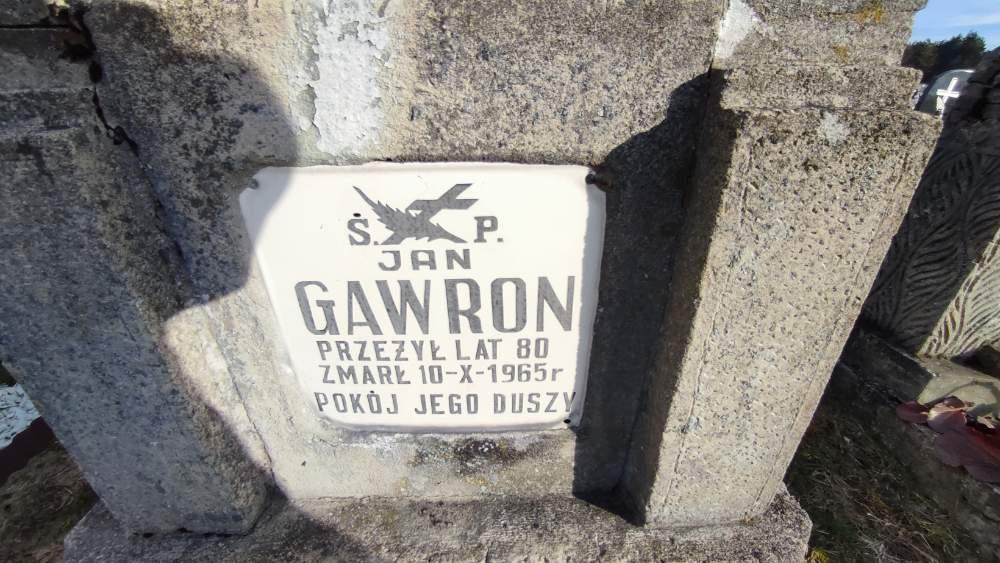 Ś. P.
JAN
GAWRON
PRZEŻYŁ LAT 80
ZMARŁ 10-X-1965r
POKÓJ JEGO DUSZY